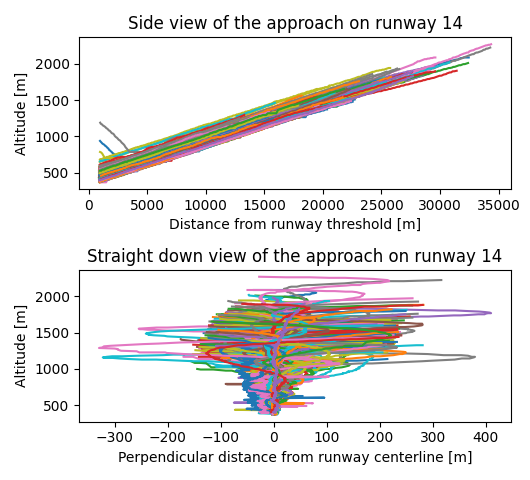 Side view of the approach on runway 14
2000
1500
1000
500
Altitude [m]
0 5000 10000 15000 20000 25000 30000 35000
Distance from runway threshold [m]
Straight down view of the approach on runway 14
2000
1500
1000
500
Altitude [m]
−300 −200 −100 0 100 200 300 400
Perpendicular distance from runway centerline [m]